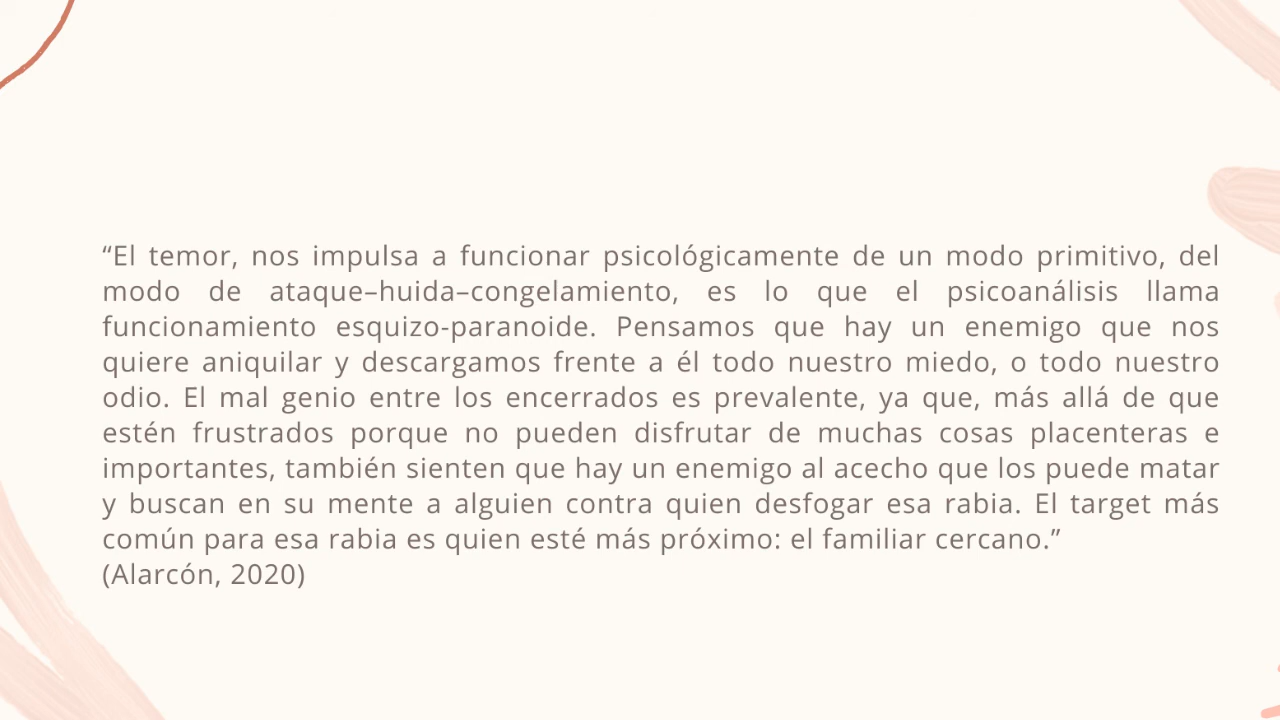 “El temor, nos impulsa a funcionar psicológicamente de un modo primitivo, del
modo de ataque–huida–congelamiento, es lo que el psicoanálisis llama
funcionamiento esquizo-paranoide. Pensamos que hay un enemigo que nos
quiere aniquilar y descargamos frente a él todo nuestro miedo, o todo nuestro
odio. El mal genio entre los encerrados es prevalente, ya que, más allá de que
estén frustrados porque no pueden disfrutar de muchas cosas placenteras e
importantes, también sienten que hay un enemigo al acecho que los puede matar
y buscan en su mente a alguien contra quien desfogar esa rabia. El target más
común para esa rabia es quien esté más próximo: el familiar cercano.”
(Alarcón, 2020)